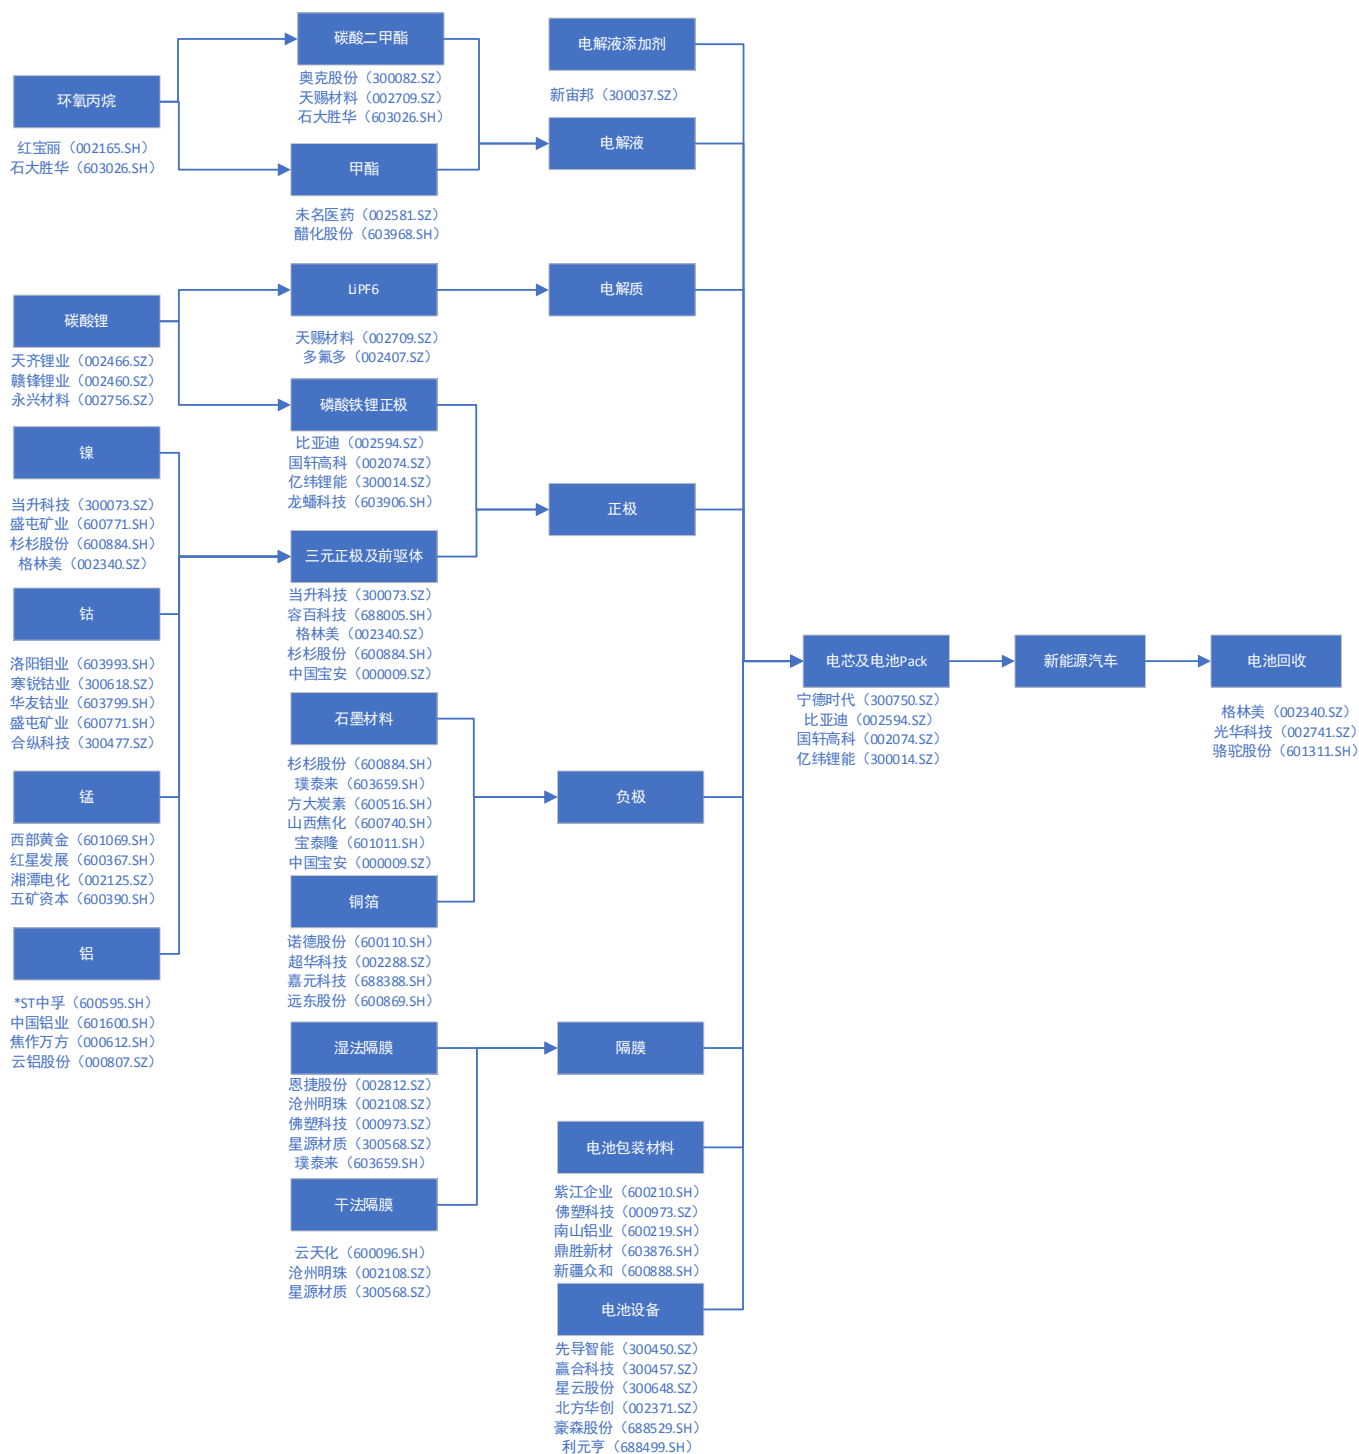 环氧丙烷
红宝丽（002165.SH）
石大胜华（603026.SH）
碳酸锂
天齐锂业（002466.SZ）
赣锋锂业（002460.SZ）
永兴材料（002756.SZ）
镍
当升科技（300073.SZ）
盛屯矿业（600771.SH）
杉杉股份（600884.SH）
格林美（002340.SZ）
钴
洛阳钼业（603993.SH）
寒锐钴业（300618.SZ）
华友钴业（603799.SH）
盛屯矿业（600771.SH）
合纵科技（300477.SZ）
锰
西部黄金（601069.SH）
红星发展（600367.SH）
湘潭电化（002125.SZ）
五矿资本（600390.SH）
铝
*ST中孚（600595.SH）
中国铝业（601600.SH）
焦作万方（000612.SH）
云铝股份（000807.SZ）
碳酸二甲酯
奥克股份（300082.SZ）
天赐材料（002709.SZ）
石大胜华（603026.SH）
甲酯
未名医药（002581.SZ）
醋化股份（603968.SH）
LiPF6
天赐材料（002709.SZ）
多氟多（002407.SZ）
磷酸铁锂正极
比亚迪（002594.SZ）
国轩高科（002074.SZ）
亿纬锂能（300014.SZ）
龙蟠科技（603906.SH）
三元正极及前驱体
当升科技（300073.SZ）
容百科技（688005.SH）
格林美（002340.SZ）
杉杉股份（600884.SH）
中国宝安（000009.SZ）
石墨材料
杉杉股份（600884.SH）
璞泰来（603659.SH）
方大炭素（600516.SH）
山西焦化（600740.SH）
宝泰隆（601011.SH）
中国宝安（000009.SZ）
铜箔
诺德股份（600110.SH）
超华科技（002288.SZ）
嘉元科技（688388.SH）
远东股份（600869.SH）
湿法隔膜
恩捷股份（002812.SZ）
沧州明珠（002108.SZ）
佛塑科技（000973.SZ）
星源材质（300568.SZ）
璞泰来（603659.SH）
干法隔膜
云天化（600096.SH）
沧州明珠（002108.SZ）
星源材质（300568.SZ）
电解液添加剂
新宙邦（300037.SZ）
电解液
电解质
正极
负极
隔膜
电池包装材料
紫江企业（600210.SH）
佛塑科技（000973.SZ）
南山铝业（600219.SH）
鼎胜新材（603876.SH）
新疆众和（600888.SH）
电池设备
先导智能（300450.SZ）
赢合科技（300457.SZ）
星云股份（300648.SZ）
北方华创（002371.SZ）
豪森股份（688529.SH）
利元亨（688499.SH）
电芯及电池Pack
宁德时代（300750.SZ）
比亚迪（002594.SZ）
国轩高科（002074.SZ）
亿纬锂能（300014.SZ）
新能源汽车
电池回收
格林美（002340.SZ）
光华科技（002741.SZ）
骆驼股份（601311.SH）